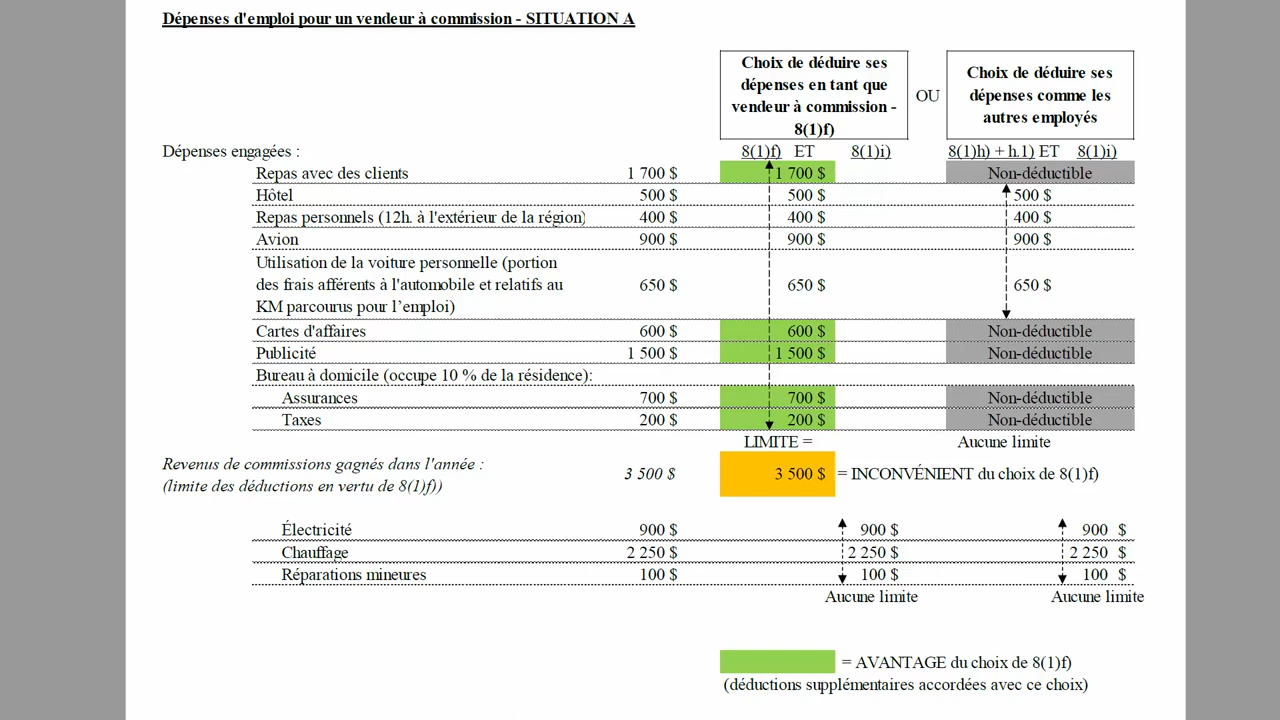 Dépenses d'emploi pour un vendeur à commission - SITUATION A
Choix de déduire ses
dépenses en tant que
vendeur à commission -
8(1)f)
OU
Choix de déduire ses
dépenses comme les
autres employés
Dépenses engagées : 8(1)f) ET 8(1)i) 8(1)h) + h.1) ET 8(1)i)
Repas avec des clients 1 700 $ 1 700 $ Non-déductible
Hôtel 500 $ 500 $ 500 $
Repas personnels (12h. à l'extérieur de la région) 400 $ 400 $ 400 $
Avion 900 $ 900 $ 900 $
Utilisation de la voiture personnelle (portion
des frais afférents à l'automobile et relatifs au 650 $ 650 $ 650 $
KM parcourus pour l’emploi)
Cartes d'affaires 600 $ 600 $ Non-déductible
Publicité 1 500 $ 1 500 $ Non-déductible
Bureau à domicile (occupe 10 % de la résidence):
Assurances 700 $ 700 $ Non-déductible
Taxes 200 $ 200 $ Non-déductible
LIMITE = Aucune limite
Revenus de commissions gagnés dans l'année :
(limite des déductions en vertu de 8(1)f))
3 500 $ 3 500 $ = INCONVÉNIENT du choix de 8(1)f)
Électricité 900 $ 900 $ 900 $
Chauffage 2 250 $ 2 250 $ 2 250 $
Réparations mineures 100 $ 100 $ 100 $
Aucune limite Aucune limite
= AVANTAGE du choix de 8(1)f)
(déductions supplémentaires accordées avec ce choix)